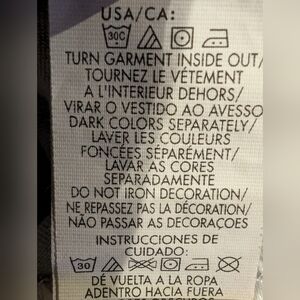 USA/CA:
30C
TURN GARMENT INSIDE OUT/
TOURNEZ LE VÉTEMENT
A L'INTERIEUR DEHORS/
VIRAR O VESTIDO AO AVESSO
DARK COLORS SEPARATELY/
LAVER LES COULEURS
FONCÉES SÉPARÉMENT/
LAVAR AS CORES
SEPARADAMENTE
DO NOT IRON DECORATION/
NE REPASSEZ PAS LA DÉCORATION/
NÃO PASSAR AS DECORAÇÕES
INSTRUCCIONES DE
CUIDADO:
30
DÉ VUELTA A LA ROPA
ADENTRO HACIA FUERA